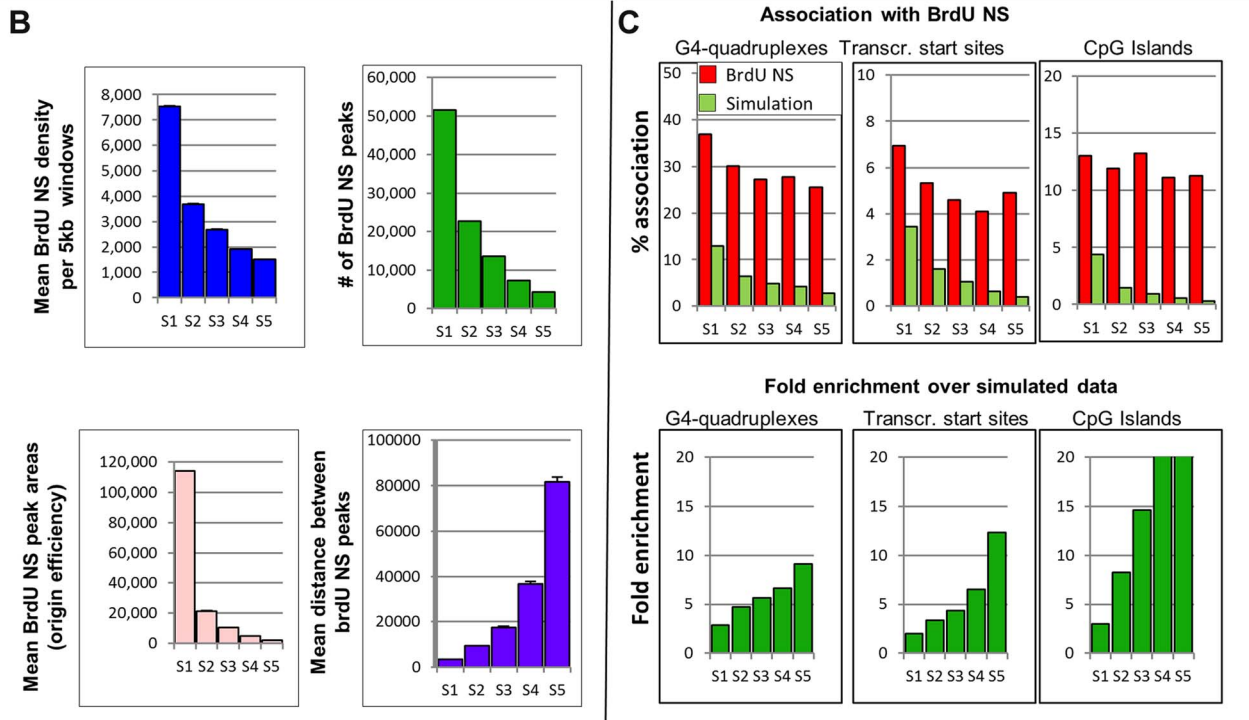 B
Mean BrdU NS density
per 5kb windows
8,000
7,000
6,000
5,000
4,000
3,000
2,000
1,000
0
S1 S2 S3 S4 S5
# of BrdU NS peaks
60,000
50,000
40,000
30,000
20,000
10,000
0
S1 S2 S3 S4 S5
Mean BrdU NS peak areas
(origin efficiency)
120,000
100,000
80,000
60,000
40,000
20,000
0
S1 S2 S3 S4 S5
Mean distance between
brdU NS peaks
100000
80000
60000
40000
20000
0
S1 S2 S3 S4 S5
C
Association with BrdU NS
G4-quadruplexes Transcr. start sites CpG Islands
% association
50
40
30
20
10
0
BrdU NS
Simulation
S1 S2 S3 S4 S5
10
8
6
4
2
0
S1 S2 S3 S4 S5
20
15
10
5
0
S1 S2 S3 S4 S5
Fold enrichment over simulated data
G4-quadruplexes Transcr. start sites CpG Islands
Fold enrichment
20
15
10
5
0
S1 S2 S3 S4 S5
20
15
10
5
0
S1 S2 S3 S4 S5
20
15
10
5
0
S1 S2 S3 S4 S5